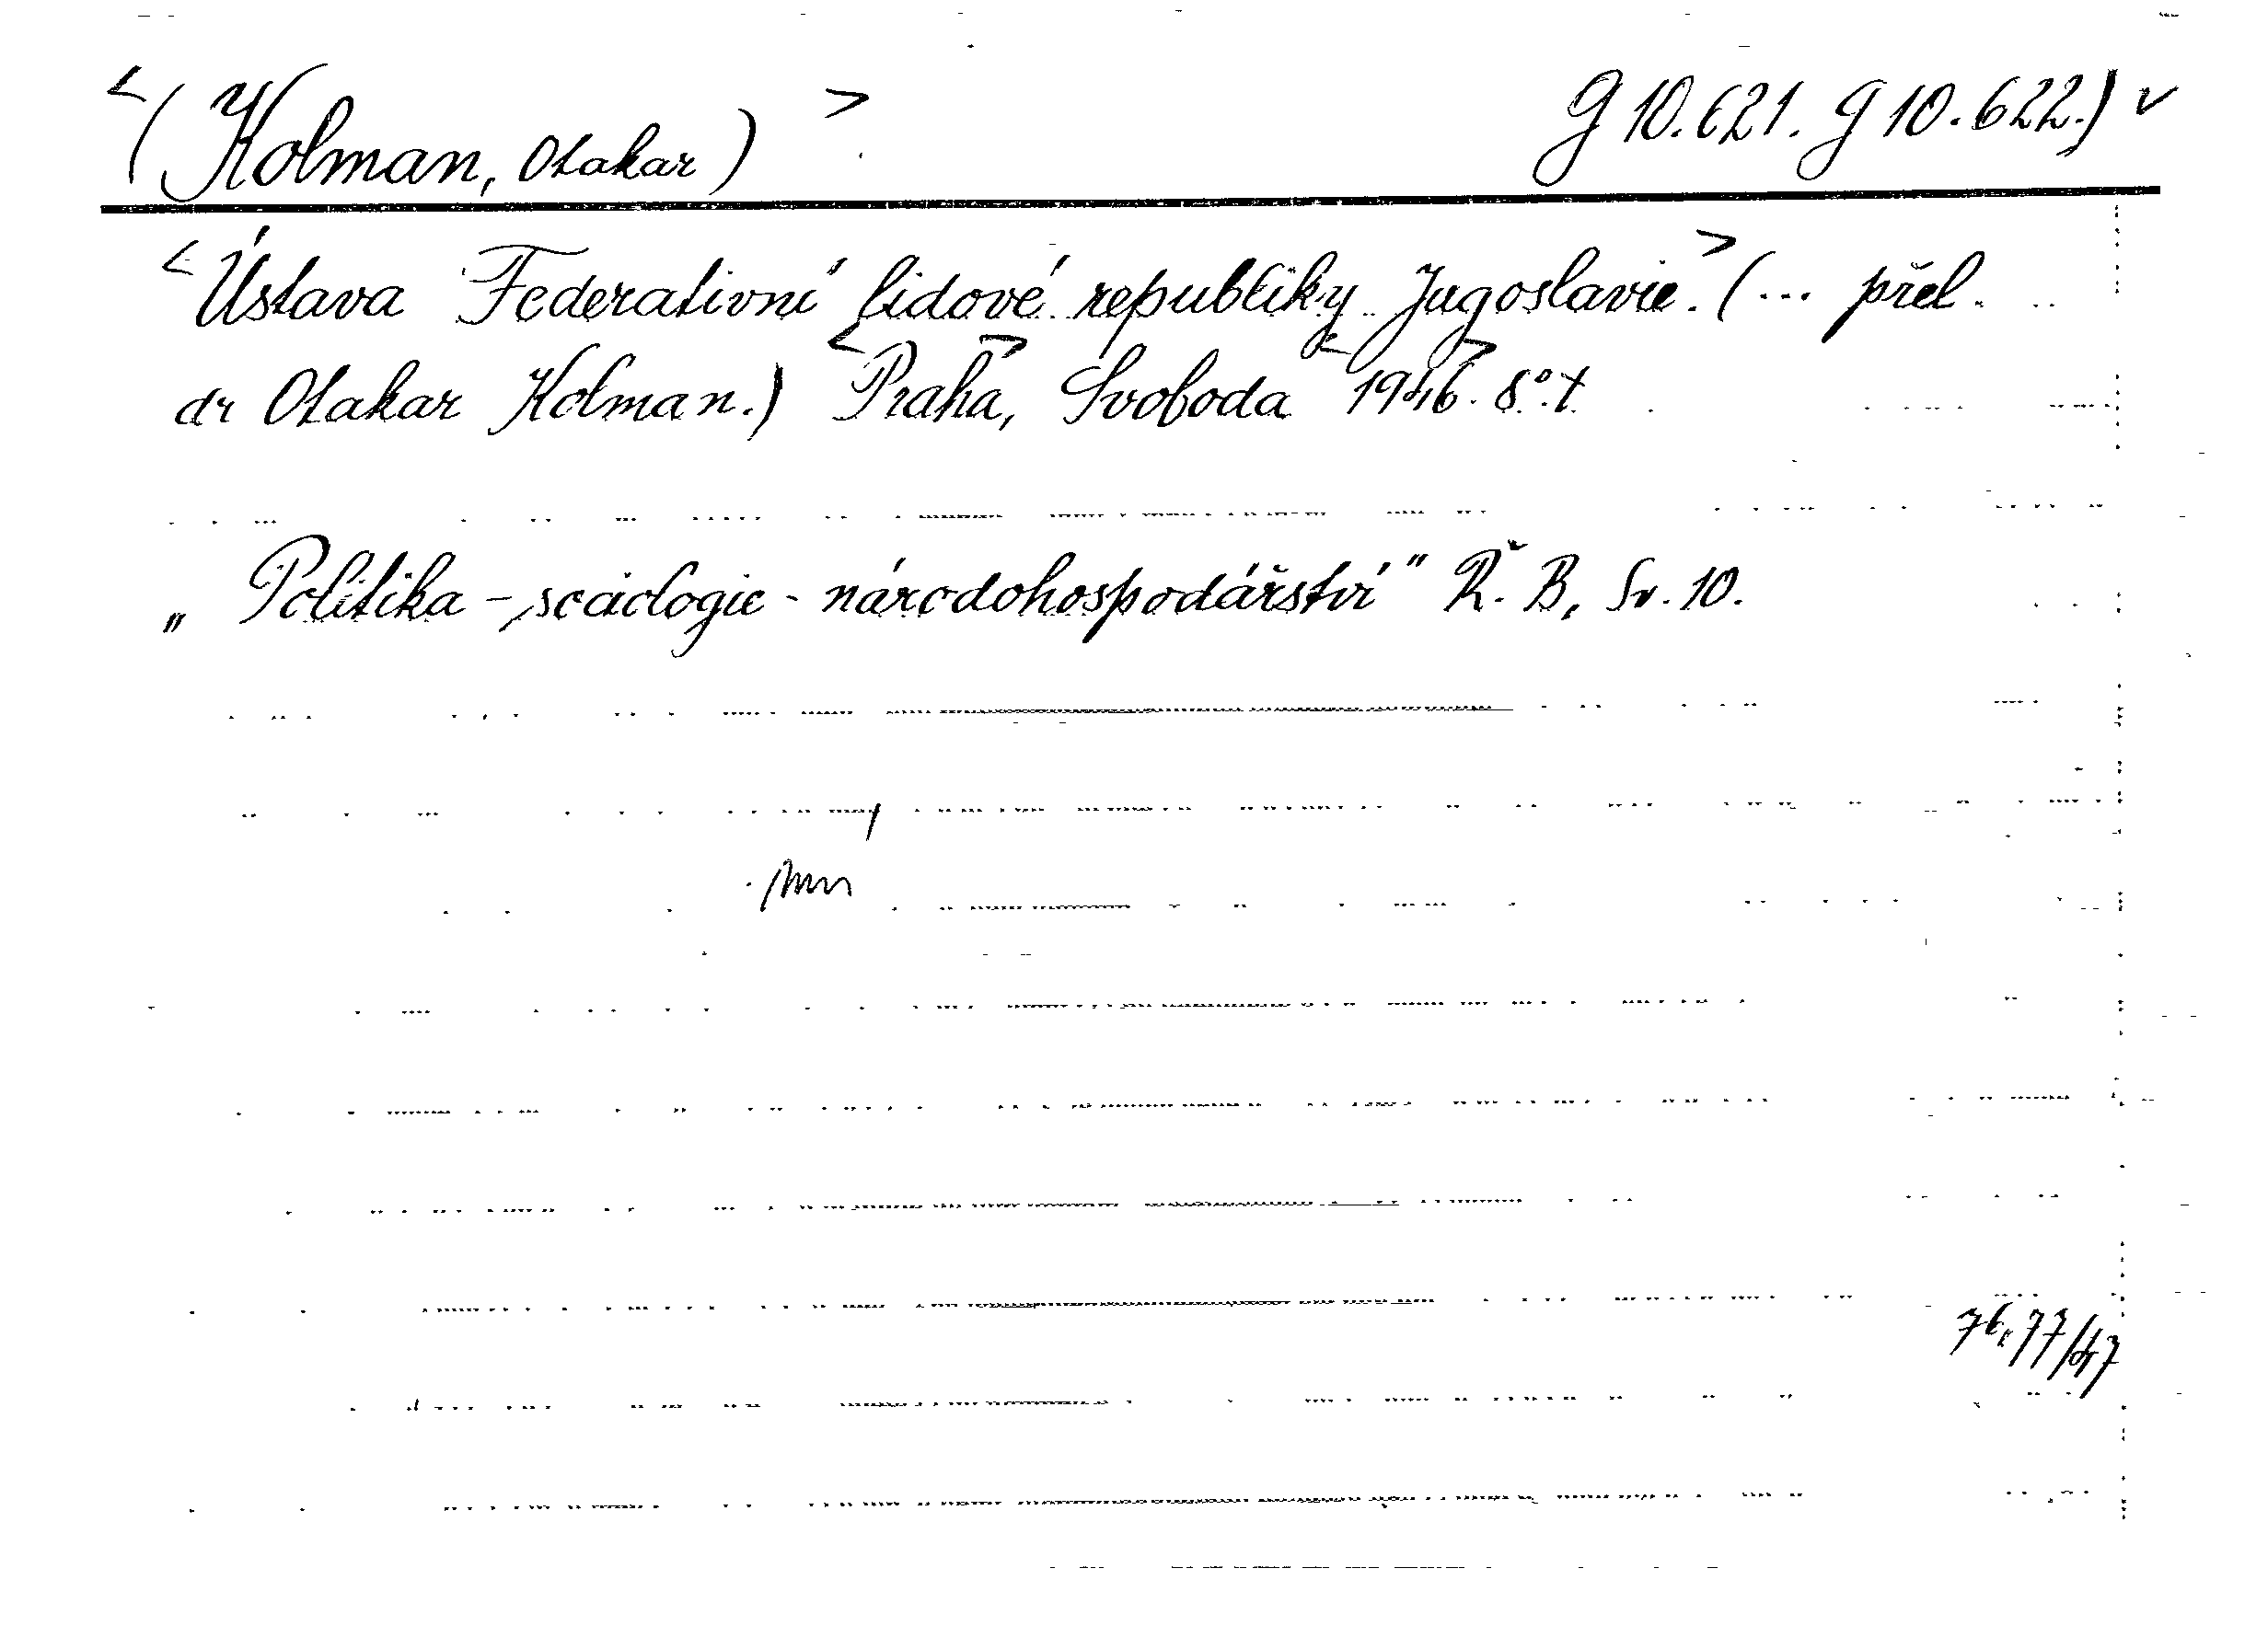 <(Kolman, Otakar)> g 10.621. g 10.622.) v
<Ústava Federativní lidové republiky Jugoslavie.> (... přel.
dr Otakar Kolman.) <Praha>, Svoboda <1946>. 8°.
„Politika - sociologie - národohospodářství" Ř. B, Sv. 10.
76,77/47